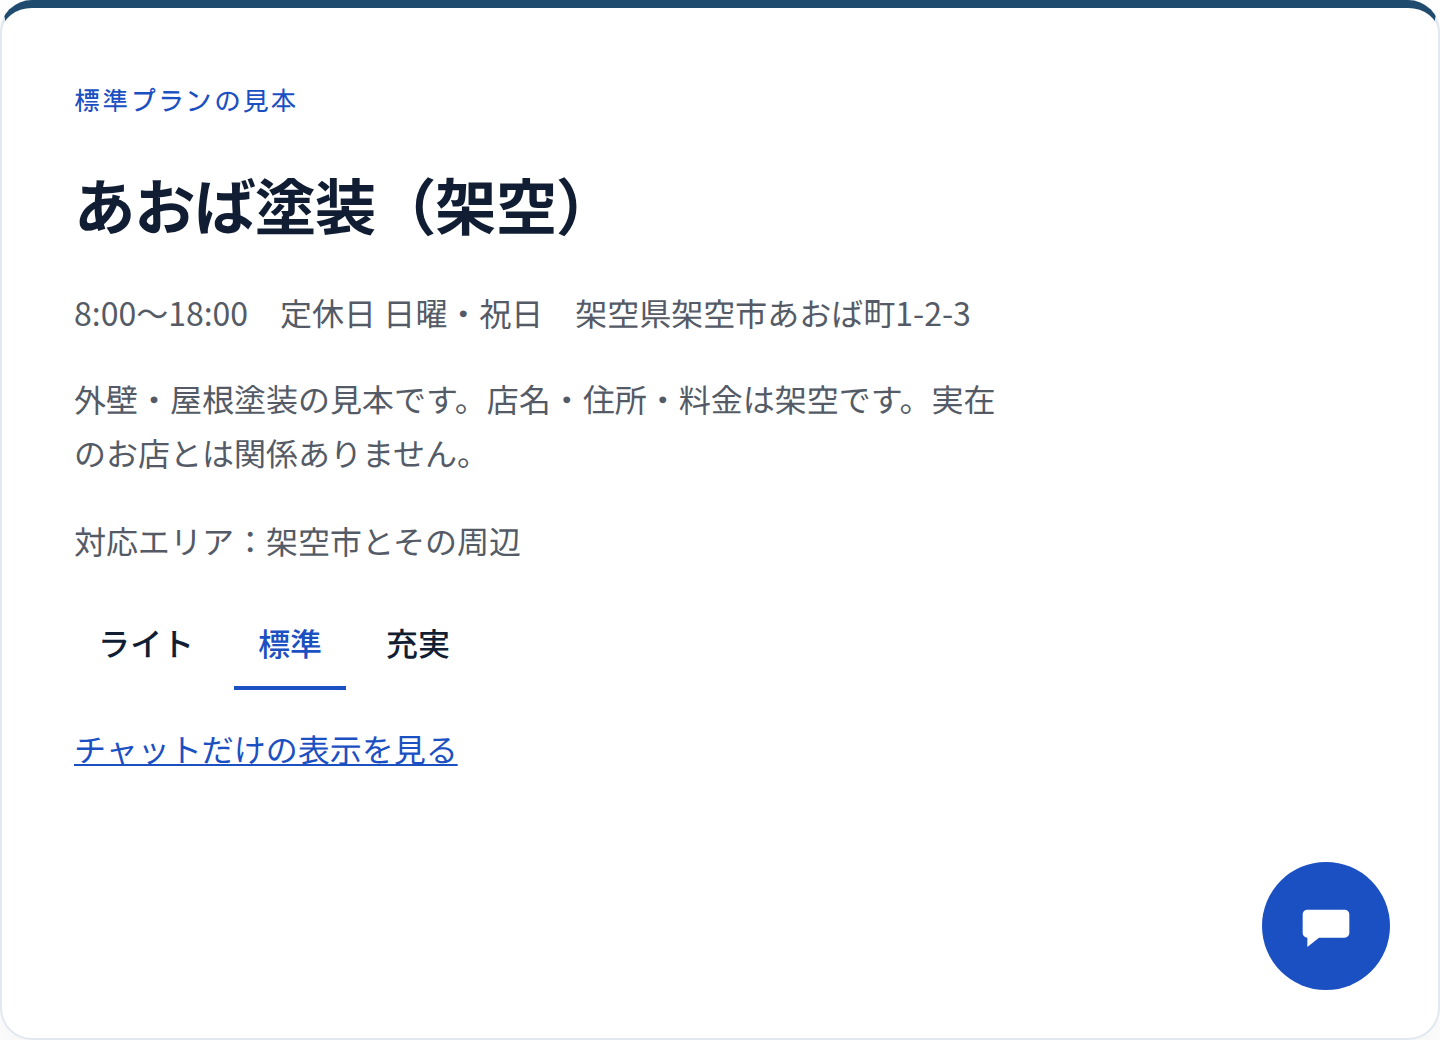 標準プランの見本
あおば塗装（架空）
8:00〜18:00　定休日 日曜・祝日　架空県架空市あおば町1-2-3
外壁・屋根塗装の見本です。店名・住所・料金は架空です。実在
のお店とは関係ありません。
対応エリア：架空市とその周辺
ライト　標準　充実
チャットだけの表示を見る